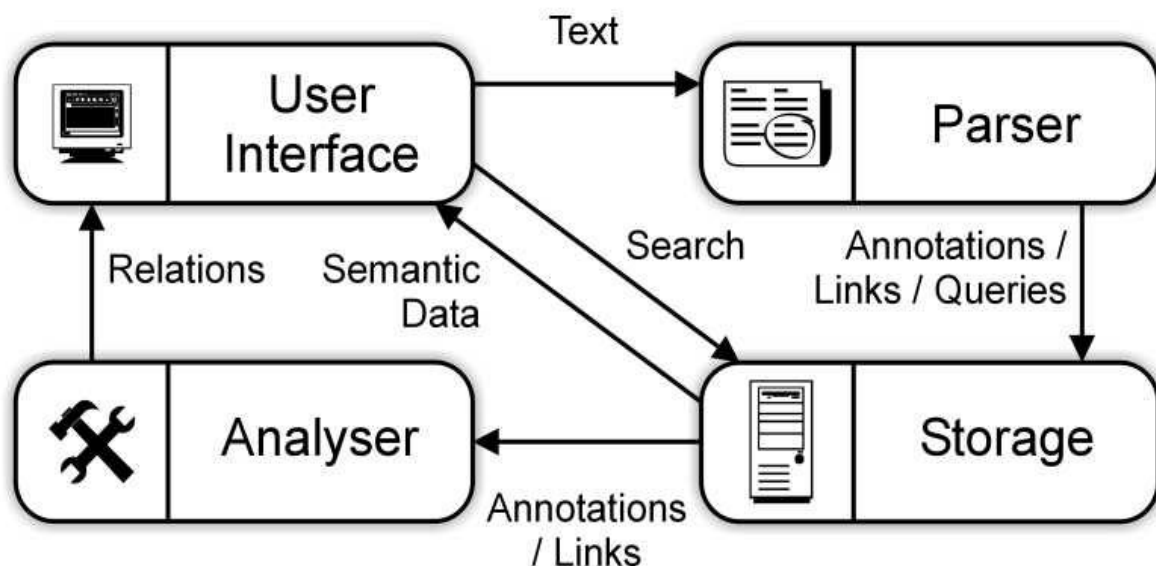 Text
User
Interface
Parser
Relations
Semantic
Data
Search
Annotations /
Links / Queries
Analyser
Storage
Annotations
/ Links